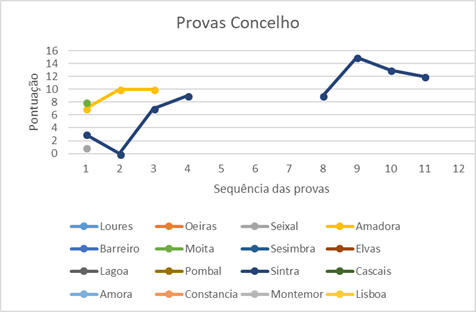 Provas Concelho
16
14
12
10
8
6
4
2
0
Pontuação
1 2 3 4 5 6 7 8 9 10 11 12
Sequência das provas
Loures Oeiras Seixal Amadora
Barreiro Moita Sesimbra Elvas
Lagoa Pombal Sintra Cascais
Amora Constancia Montemor Lisboa